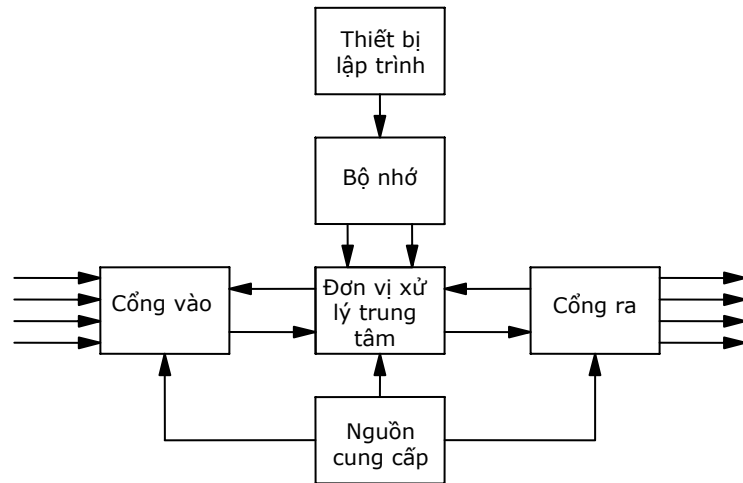 Thiết bị
lập trình
Bộ nhớ
Cổng vào
Đơn vị xử
lý trung
tâm
Cổng ra
Nguồn
cung cấp